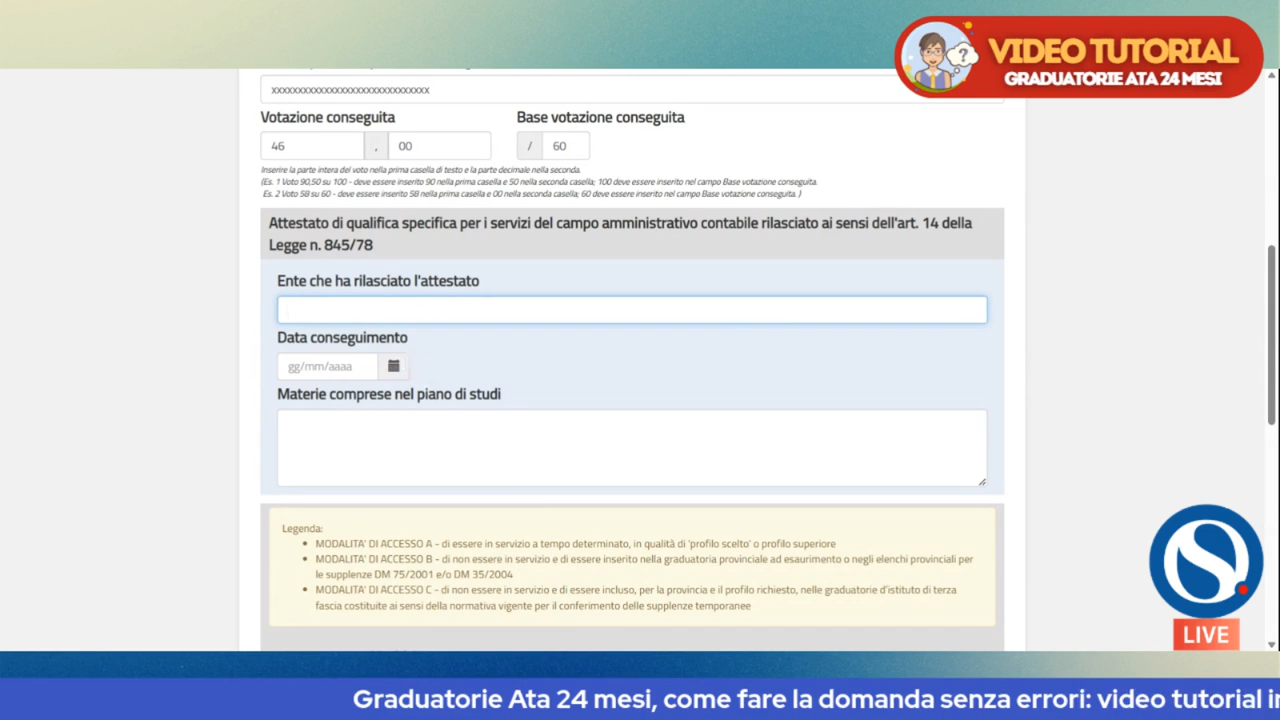 VIDEO TUTORIAL
GRADUATORIE ATA 24 MESI
xxxxxxxxxxxxxxxxxxxxxxxxxxxxxx
Votazione conseguita
Base votazione conseguita
46 , 00 / 60
Inserire la parte intera del voto nella prima casella di testo e la parte decimale nella seconda.
(Es. 1 Voto 90,50 su 100 - deve essere inserito 90 nella prima casella e 50 nella seconda casella; 100 deve essere inserito nel campo Base votazione conseguita.
Es. 2 Voto 58 su 60 - deve essere inserito 58 nella prima casella e 00 nella seconda casella; 60 deve essere inserito nel campo Base votazione conseguita. )
Attestato di qualifica specifica per i servizi del campo amministrativo contabile rilasciato ai sensi dell'art. 14 della
Legge n. 845/78
Ente che ha rilasciato l'attestato
Data conseguimento
gg/mm/aaaa
Materie comprese nel piano di studi
Legenda:
• MODALITA' DI ACCESSO A - di essere in servizio a tempo determinato, in qualità di 'profilo scelto' o profilo superiore
• MODALITA' DI ACCESSO B - di non essere in servizio e di essere inserito nella graduatoria provinciale ad esaurimento o negli elenchi provinciali per
le supplenze DM 75/2001 e/o DM 35/2004
• MODALITA' DI ACCESSO C - di non essere in servizio e di essere incluso, per la provincia e il profilo richiesto, nelle graduatorie d'istituto di terza
fascia costituite ai sensi della normativa vigente per il conferimento delle supplenze temporanee
LIVE
Graduatorie Ata 24 mesi, come fare la domanda senza errori: video tutorial